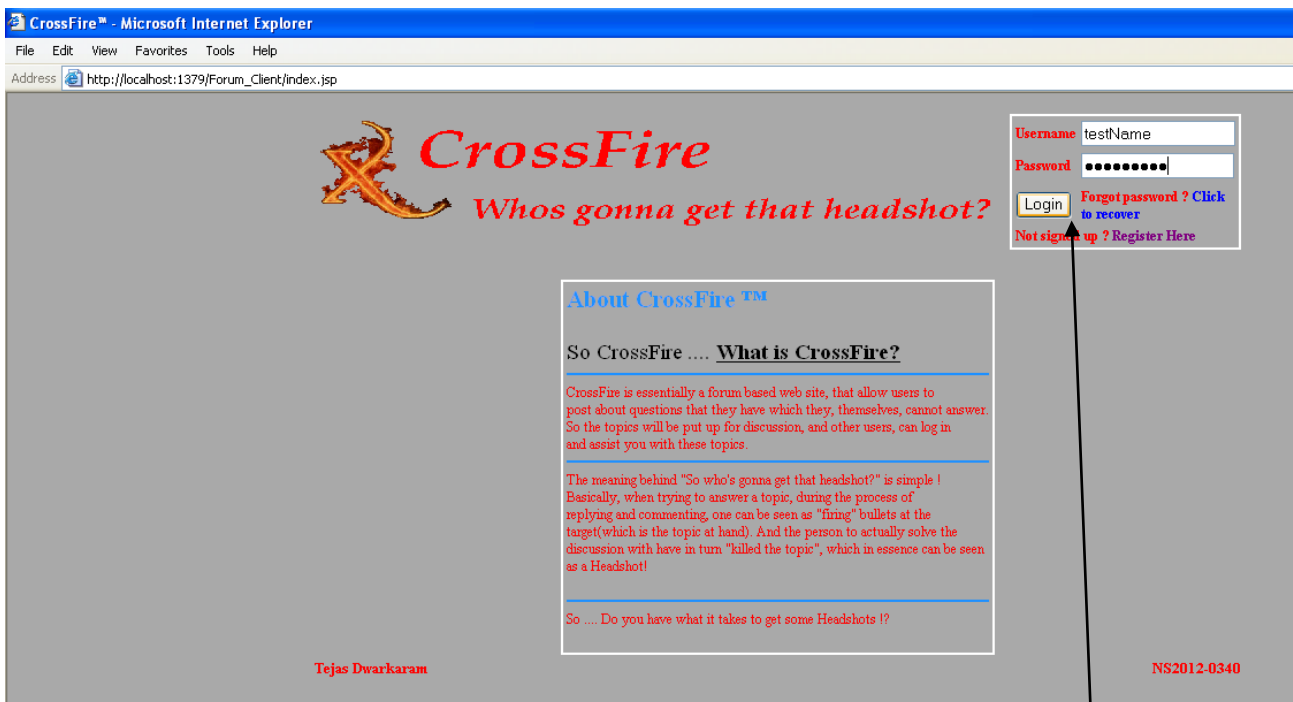 CrossFire™ - Microsoft Internet Explorer
File Edit View Favorites Tools Help
Address http://localhost:1379/Forum_Client/index.jsp
CrossFire
Whos gonna get that headshot?
Username testName
Password ●●●●●●●●●
Login Forgot password ? Click
to recover
Not signed up ? Register Here
About CrossFire ™
So CrossFire .... What is CrossFire?
CrossFire is essentially a forum based web site, that allow users to
post about questions that they have which they, themselves, cannot answer.
So the topics will be put up for discussion, and other users, can log in
and assist you with these topics.
The meaning behind "So who's gonna get that headshot?" is simple !
Basically, when trying to answer a topic, during the process of
replying and commenting, one can be seen as "firing" bullets at the
target(which is the topic at hand). And the person to actually solve the
discussion with have in turn "killed the topic", which in essence can be seen
as a Headshot!
So .... Do you have what it takes to get some Headshots !?
Tejas Dwarkaram NS2012-0340